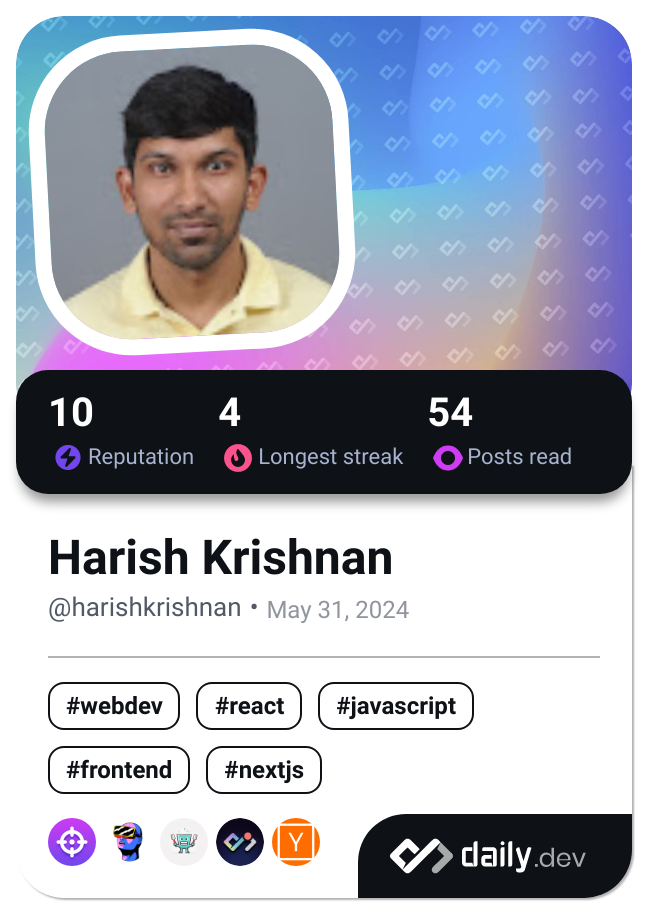 10 4 54
Reputation Longest streak Posts read
Harish Krishnan
@harishkrishnan • May 31, 2024
#webdev #react #javascript
#frontend #nextjs
Y
daily.dev